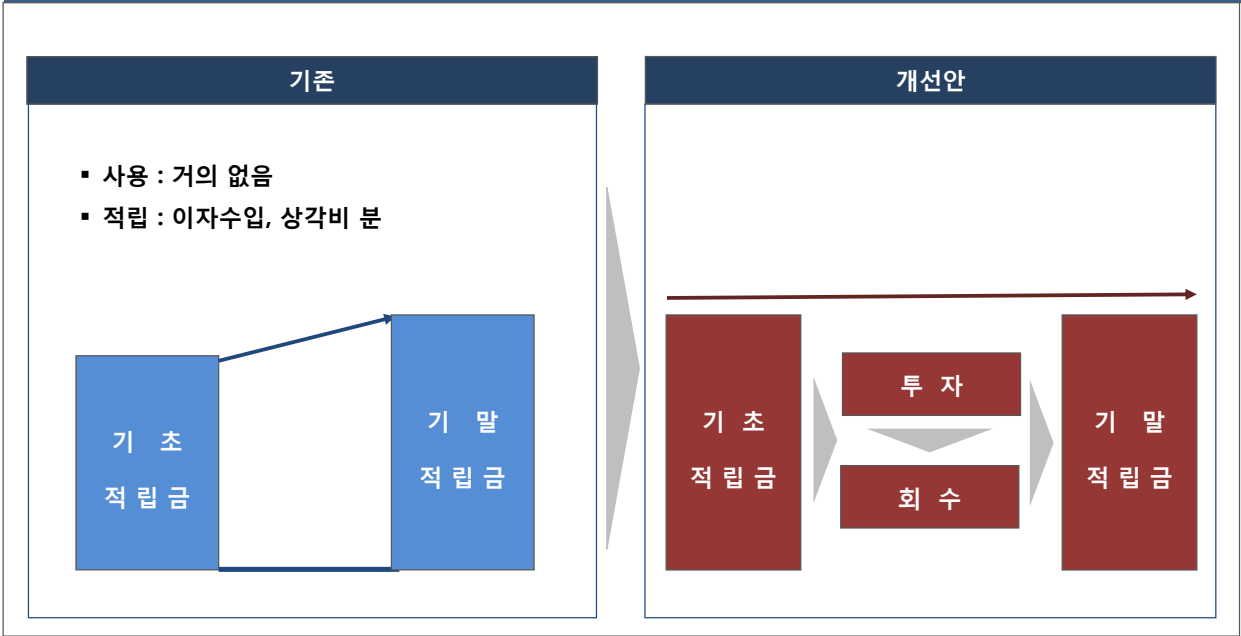 기존
▪ 사용 : 거의 없음
▪ 적립 : 이자수입, 상각비 분
기 초
적 립 금
기 말
적 립 금
개선안
기 초
적 립 금
투 자
회 수
기 말
적 립 금